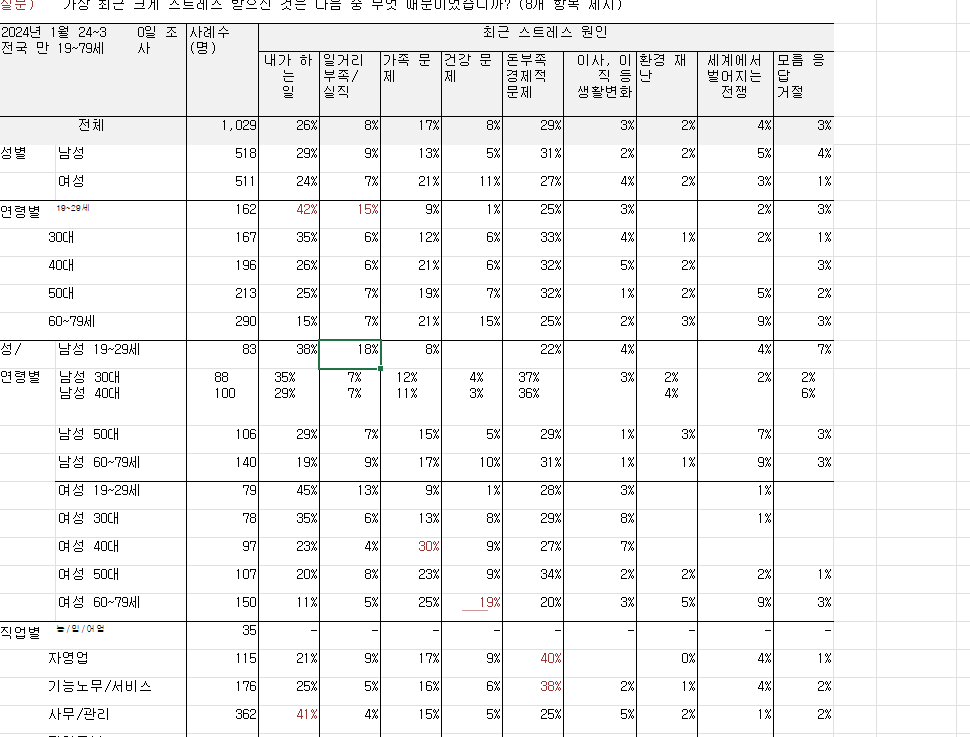 질문) 가장 최근 크게 스트레스 받으신 것은 다음 중 무엇 때문이었습니까? (8개 항목 제시)
2024년 1월 24~3 0일 조 사례수 최근 스트레스 원인
전국 만 19~79세 사 (명)
내가 하 일거리 가족 문 건강 문 돈부족 이사, 이 환경 재 세계에서 모름 응
는 부족/ 제 제 경제적 직 등 난 벌어지는 답
일 실직 문제 생활변화 전쟁 거절
전체 1,029 26% 8% 17% 8% 29% 3% 2% 4% 3%
성별 남성 518 29% 9% 13% 5% 31% 2% 2% 5% 4%
여성 511 24% 7% 21% 11% 27% 4% 2% 3% 1%
연령별 19~29세 162 42% 15% 9% 1% 25% 3% 2% 3%
30대 167 35% 6% 12% 6% 33% 4% 1% 2% 1%
40대 196 26% 6% 21% 6% 32% 5% 2% 3%
50대 213 25% 7% 19% 7% 32% 1% 2% 5% 2%
60~79세 290 15% 7% 21% 15% 25% 2% 3% 9% 3%
성/ 남성 19~29세 83 38% 18% 8% 22% 4% 4% 7%
연령별 남성 30대 88 35% 7% 12% 4% 37% 3% 2% 2% 2%
남성 40대 100 29% 7% 11% 3% 36% 4% 6%
남성 50대 106 29% 7% 15% 5% 29% 1% 3% 7% 3%
남성 60~79세 140 19% 9% 17% 10% 31% 1% 1% 9% 3%
여성 19~29세 79 45% 13% 9% 1% 28% 3% 1%
여성 30대 78 35% 6% 13% 8% 29% 8% 1%
여성 40대 97 23% 4% 30% 9% 27% 7%
여성 50대 107 20% 8% 23% 9% 34% 2% 2% 2% 1%
여성 60~79세 150 11% 5% 25% 19% 20% 3% 5% 9% 3%
직업별 농/임/어업 35 – – – – – – – – –
자영업 115 21% 9% 17% 9% 40% 0% 4% 1%
기능노무/서비스 176 25% 5% 16% 6% 38% 2% 1% 4% 2%
사무/관리 362 41% 4% 15% 5% 25% 5% 2% 1% 2%